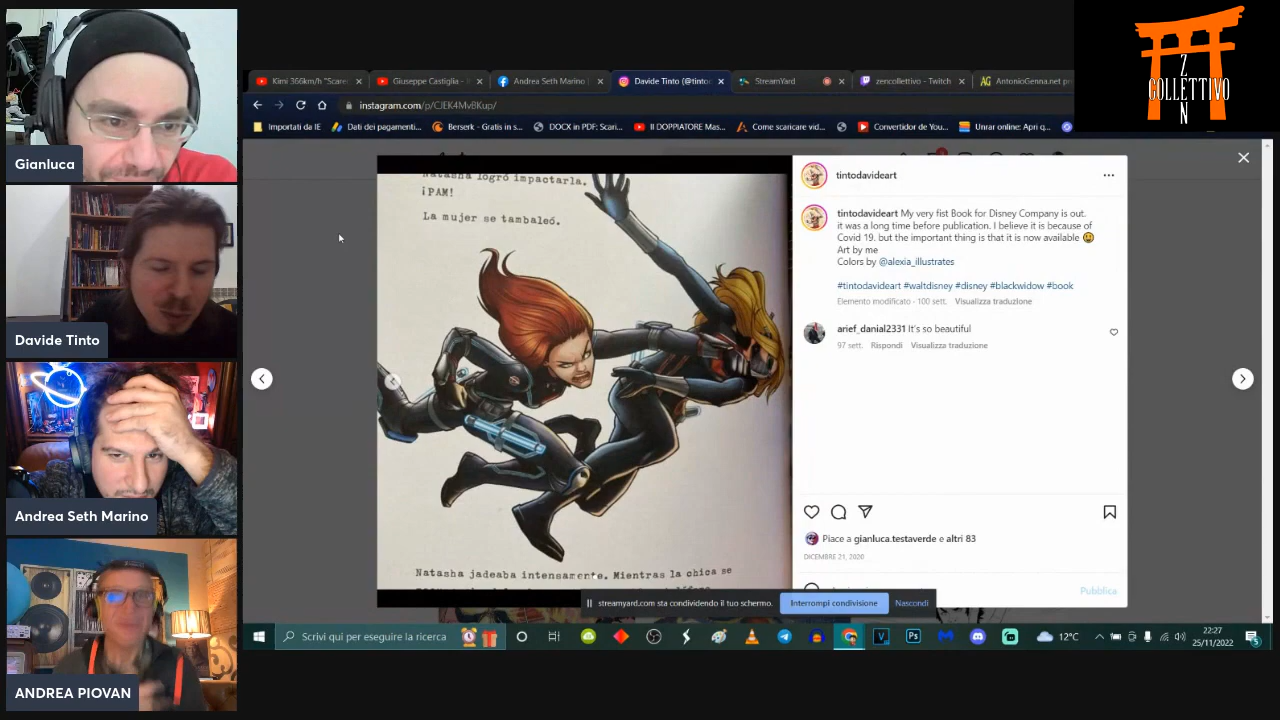 Gianluca
Davide Tinto
Andrea Seth Marino
ANDREA PIOVAN
ZEN
COLLETTIVO
Kimi 366km/h "Scare
Giuseppe Castiglia -
Andrea Seth Marino
Davide Tinto (@tinto
StreamYard
zencollettivo - Twitch
AntonioGenna.net pr
instagram.com/p/CJEK4MvBKup/
Importati da IE
Dati dei pagamenti...
Berserk - Gratis in s...
DOCX in PDF: Scari...
Il DOPPIATORE Mas...
Come scaricare vid...
Convertidor de You...
Unrar online: Apri q...
Natasha logró impactarla.
¡PAM!
La mujer se tambaleó.
Natasha jadeaba intensamente. Mientras la chica se
tintodavideart
tintodavideart My very fist Book for Disney Company is out.
it was a long time before publication. I believe it is because of
Covid 19. but the important thing is that it is now available
Art by me
Colors by @alexia_illustrates
#tintodavideart #waltdisney #disney #blackwidow #book
Elemento modificato · 100 sett. Visualizza traduzione
arief_danial2331 It's so beautiful
97 sett. Rispondi Visualizza traduzione
Piace a gianluca.testaverde e altri 83
DICEMBRE 21, 2020
Pubblica
streamyard.com sta condividendo il tuo schermo.
Interrompi condivisione
Nascondi
Scrivi qui per eseguire la ricerca
12°C
22:27
25/11/2022